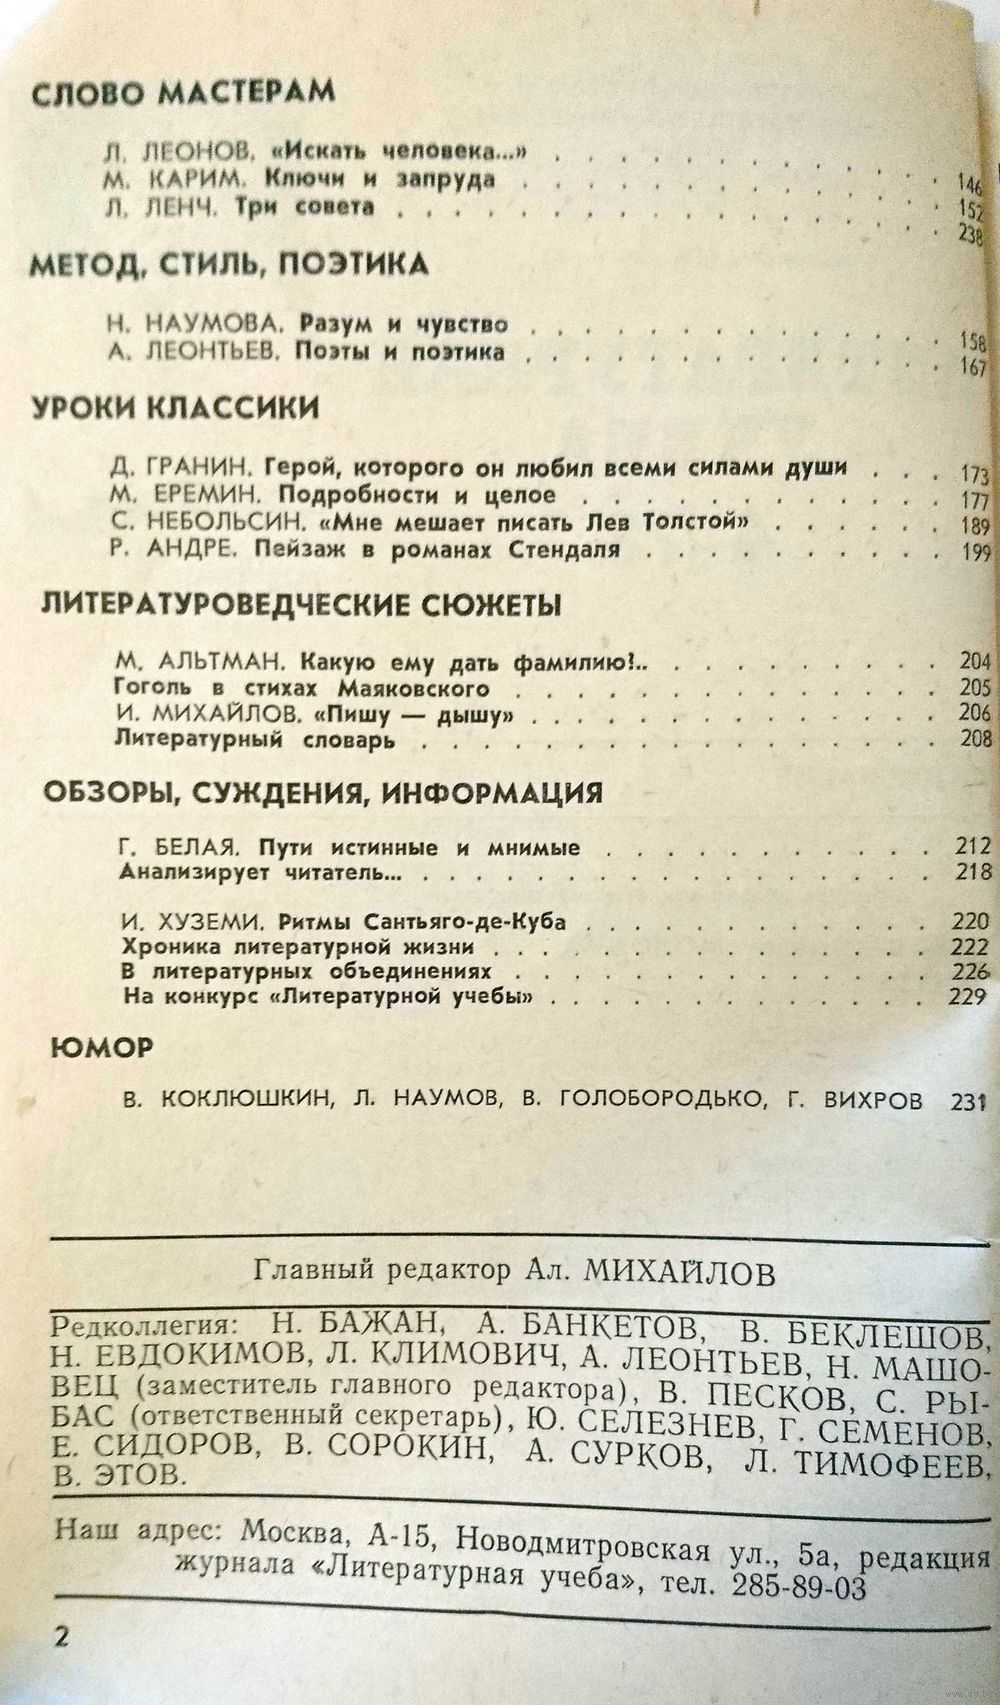 СЛОВО МАСТЕРАМ
Л. ЛЕОНОВ. «Искать человека...» . . . . . . . . . . . . 146
М. КАРИМ. Ключи и запруда . . . . . . . . . . . . . 152
Л. ЛЕНЧ. Три совета . . . . . . . . . . . . . . . . . 238
МЕТОД, СТИЛЬ, ПОЭТИКА
Н. НАУМОВА. Разум и чувство . . . . . . . . . . . . . 158
А. ЛЕОНТЬЕВ. Поэты и поэтика . . . . . . . . . . . . . 167
УРОКИ КЛАССИКИ
Д. ГРАНИН. Герой, которого он любил всеми силами души . . . 173
М. ЕРЕМИН. Подробности и целое . . . . . . . . . . . 177
С. НЕБОЛЬСИН. «Мне мешает писать Лев Толстой» . . . . . . 189
Р. АНДРЕ. Пейзаж в романах Стендаля . . . . . . . . . 199
ЛИТЕРАТУРОВЕДЧЕСКИЕ СЮЖЕТЫ
М. АЛЬТМАН. Какую ему дать фамилию?.. . . . . . . . . . 204
Гоголь в стихах Маяковского . . . . . . . . . . . . . . 205
И. МИХАЙЛОВ. «Пишу — дышу» . . . . . . . . . . . . . 206
Литературный словарь . . . . . . . . . . . . . . . . . 208
ОБЗОРЫ, СУЖДЕНИЯ, ИНФОРМАЦИЯ
Г. БЕЛАЯ. Пути истинные и мнимые . . . . . . . . . . . 212
Анализирует читатель... . . . . . . . . . . . . . . . . . 218
И. ХУЗЕМИ. Ритмы Сантьяго-де-Куба . . . . . . . . . . . 220
Хроника литературной жизни . . . . . . . . . . . . . . 222
В литературных объединениях . . . . . . . . . . . . . . 226
На конкурс «Литературной учебы» . . . . . . . . . . . . 229
ЮМОР
В. КОКЛЮШКИН, Л. НАУМОВ, В. ГОЛОБОРОДЬКО, Г. ВИХРОВ 231
Главный редактор Ал. МИХАЙЛОВ
Редколлегия: Н. БАЖАН, А. БАНКЕТОВ, В. БЕКЛЕШОВ,
Н. ЕВДОКИМОВ, Л. КЛИМОВИЧ, А. ЛЕОНТЬЕВ, Н. МАШО-
ВЕЦ (заместитель главного редактора), В. ПЕСКОВ, С. РЫ-
БАС (ответственный секретарь), Ю. СЕЛЕЗНЕВ, Г. СЕМЕНОВ,
Е. СИДОРОВ, В. СОРОКИН, А. СУРКОВ, Л. ТИМОФЕЕВ,
В. ЭТОВ.
Наш адрес: Москва, А-15, Новодмитровская ул., 5а, редакция
журнала «Литературная учеба», тел. 285-89-03
2